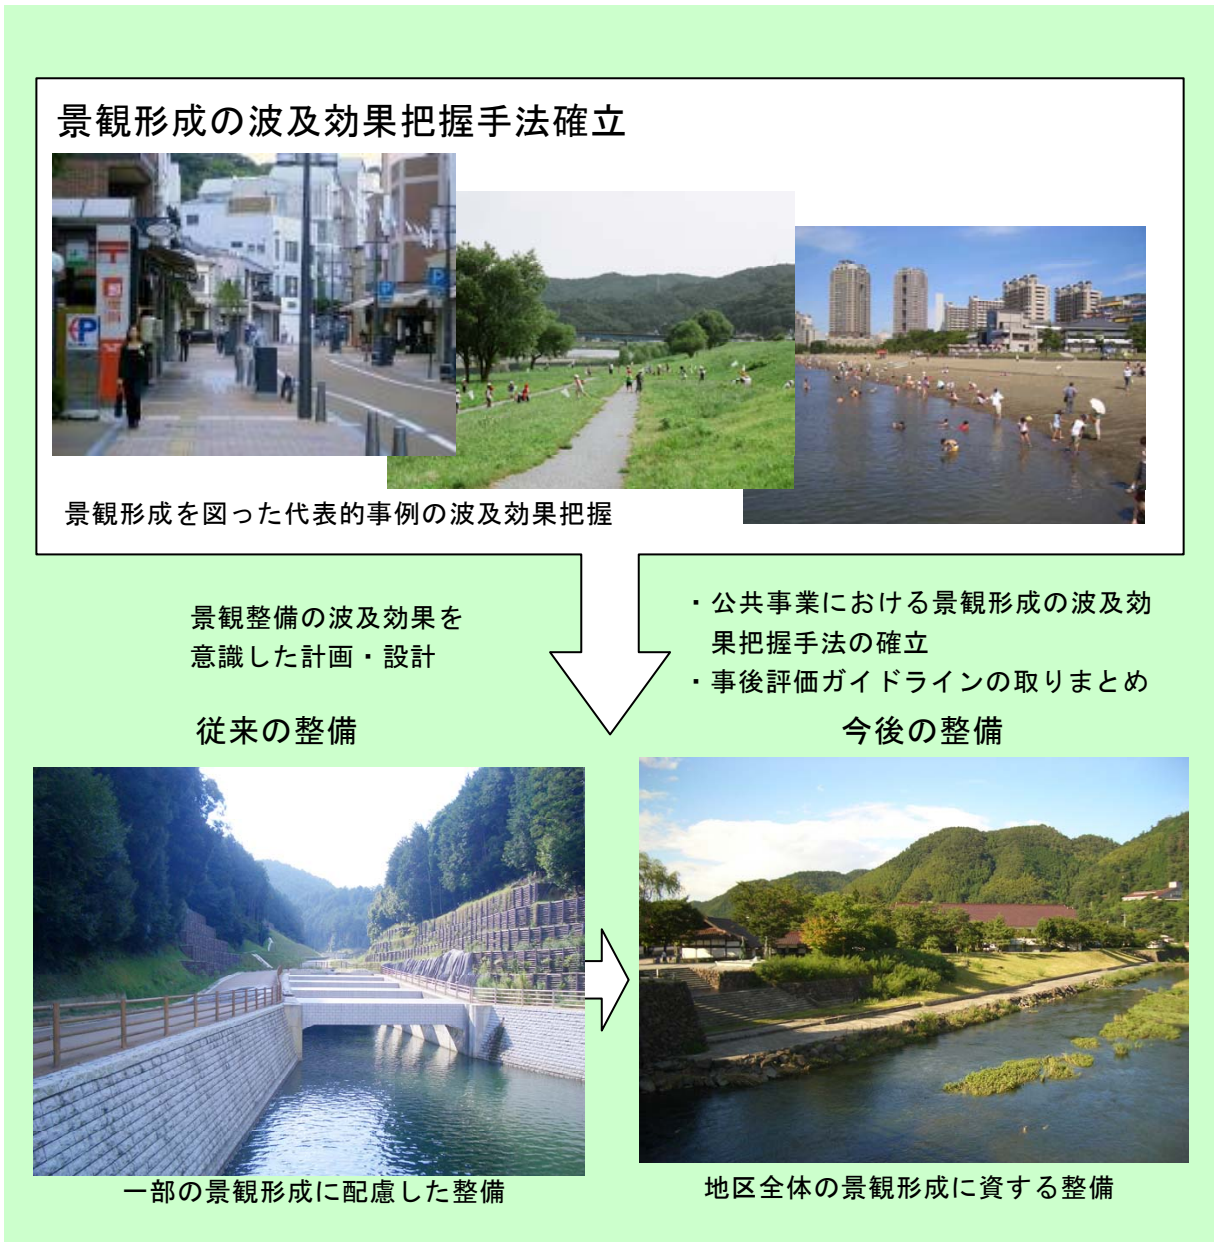 景観形成の波及効果把握手法確立
〒
P
P
P
景観形成を図った代表的事例の波及効果把握
景観整備の波及効果を
意識した計画・設計
・公共事業における景観形成の波及効
果把握手法の確立
・事後評価ガイドラインの取りまとめ
従来の整備
今後の整備
一部の景観形成に配慮した整備
地区全体の景観形成に資する整備